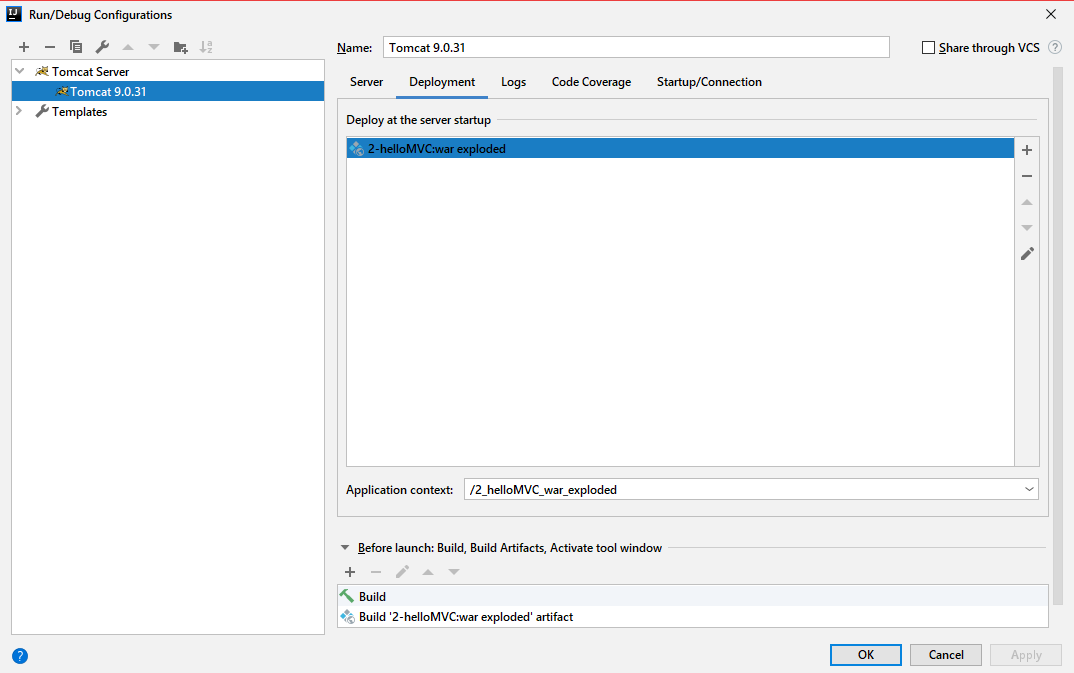 Run/Debug Configurations
Name: Tomcat 9.0.31
Share through VCS ?
Tomcat Server
Tomcat 9.0.31
Templates
Server Deployment Logs Code Coverage Startup/Connection
Deploy at the server startup
2-helloMVC:war exploded
Application context: /2_helloMVC_war_exploded
Before launch: Build, Build Artifacts, Activate tool window
Build
Build '2-helloMVC:war exploded' artifact
? OK Cancel Apply